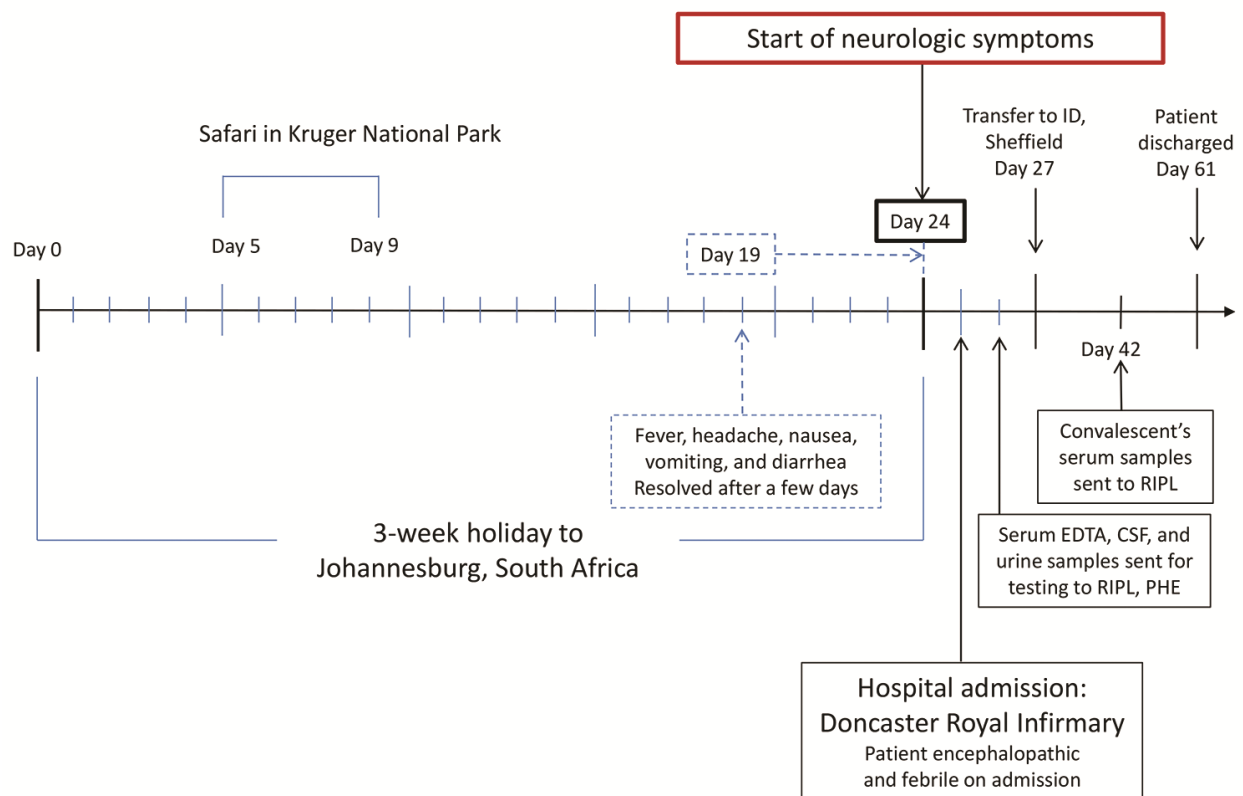 Start of neurologic symptoms
Safari in Kruger National Park
Transfer to ID,
Sheffield
Day 27
Patient
discharged
Day 61
Day 0
Day 5
Day 9
Day 19
Day 24
Day 42
Fever, headache, nausea,
vomiting, and diarrhea
Resolved after a few days
Convalescent’s
serum samples
sent to RIPL
3-week holiday to
Johannesburg, South Africa
Serum EDTA, CSF, and
urine samples sent for
testing to RIPL, PHE
Hospital admission:
Doncaster Royal Infirmary
Patient encephalopathic
and febrile on admission